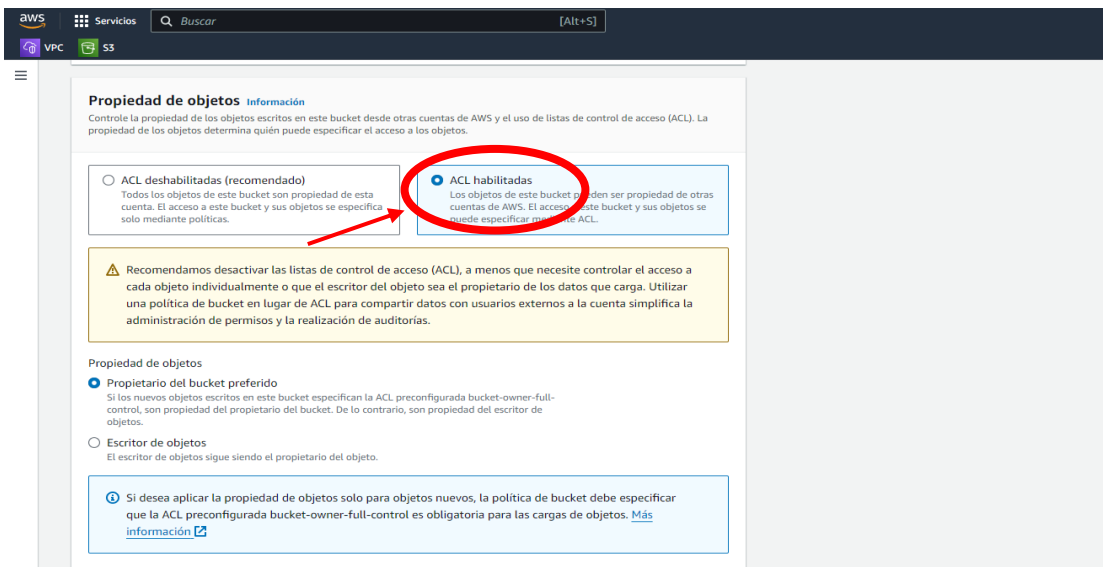 aws
Servicios
Buscar
[Alt+S]
VPC
S3
Propiedad de objetos Información
Controle la propiedad de los objetos escritos en este bucket desde otras cuentas de AWS y el uso de listas de control de acceso (ACL). La
propiedad de los objetos determina quién puede especificar el acceso a los objetos.
ACL deshabilitadas (recomendado)
Todos los objetos de este bucket son propiedad de esta
cuenta. El acceso a este bucket y sus objetos se especifica
solo mediante políticas.
ACL habilitadas
Los objetos de este bucket pueden ser propiedad de otras
cuentas de AWS. El acceso a este bucket y sus objetos se
puede especificar mediante ACL.
Recomendamos desactivar las listas de control de acceso (ACL), a menos que necesite controlar el acceso a
cada objeto individualmente o que el escritor del objeto sea el propietario de los datos que carga. Utilizar
una política de bucket en lugar de ACL para compartir datos con usuarios externos a la cuenta simplifica la
administración de permisos y la realización de auditorías.
Propiedad de objetos
Propietario del bucket preferido
Si los nuevos objetos escritos en este bucket especifican la ACL preconfigurada bucket-owner-full-
control, son propiedad del propietario del bucket. De lo contrario, son propiedad del escritor de
objetos.
Escritor de objetos
El escritor de objetos sigue siendo el propietario del objeto.
Si desea aplicar la propiedad de objetos solo para objetos nuevos, la política de bucket debe especificar
que la ACL preconfigurada bucket-owner-full-control es obligatoria para las cargas de objetos. Más
información